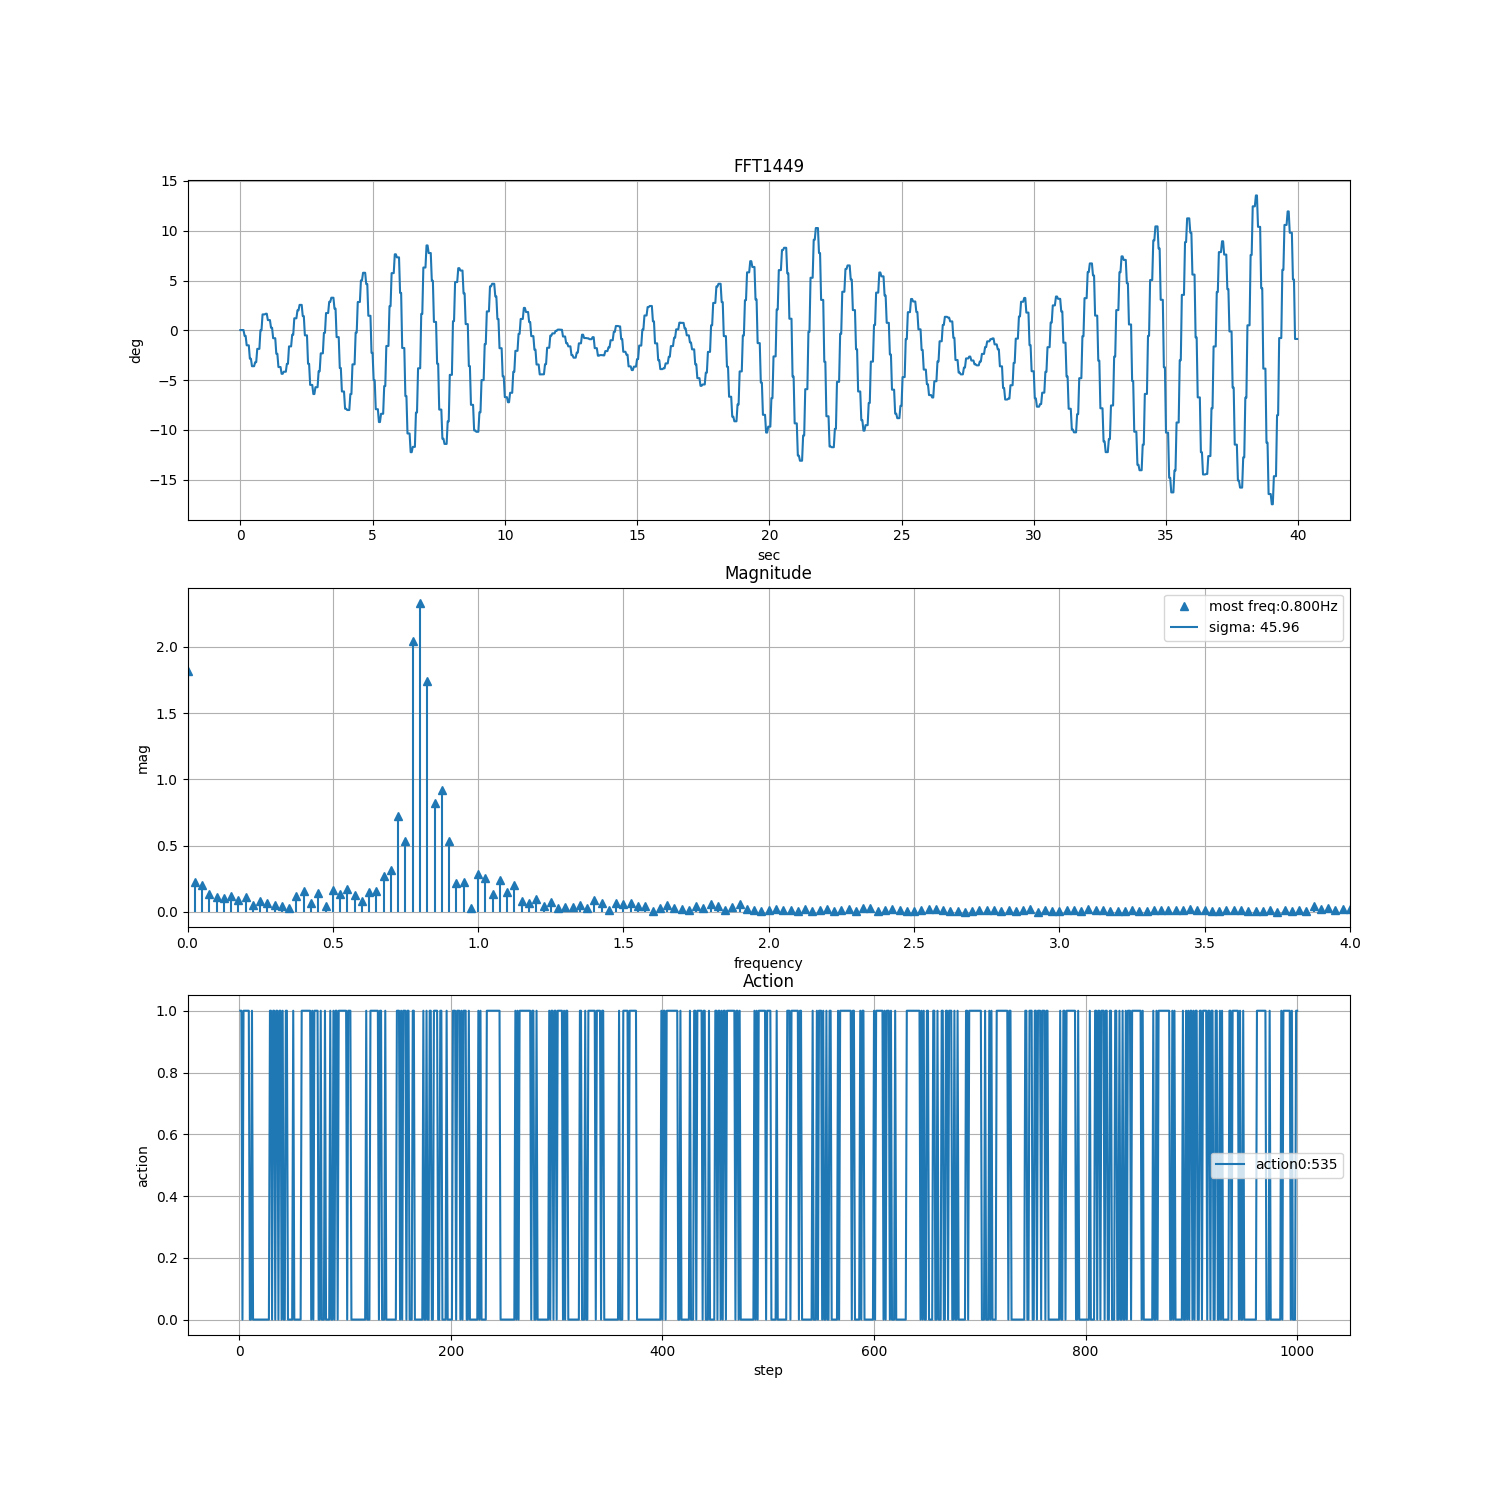 FFT1449
15
10
5
0
−5
−10
−15
deg
0 5 10 15 20 25 30 35 40
sec
Magnitude
most freq:0.800Hz
sigma: 45.96
2.0
1.5
1.0
0.5
0.0
mag
0.0 0.5 1.0 1.5 2.0 2.5 3.0 3.5 4.0
frequency
Action
1.0
0.8
0.6
0.4
0.2
0.0
action
action0:535
0 200 400 600 800 1000
step